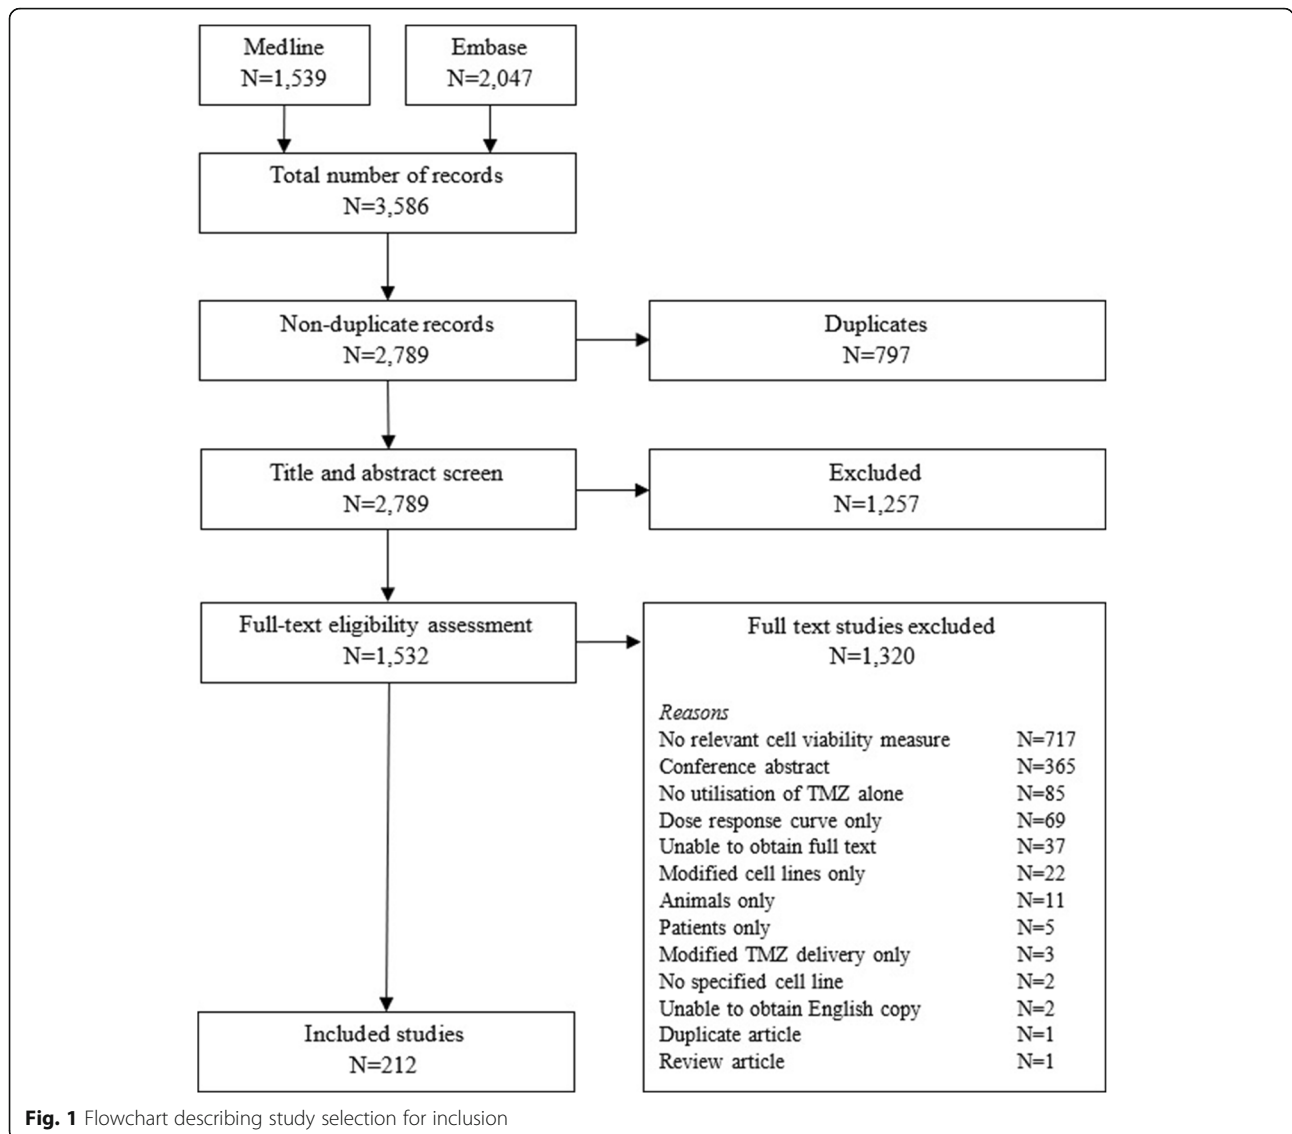 Medline
N=1,539
Embase
N=2,047
Total number of records
N=3,586
Non-duplicate records
N=2,789
Duplicates
N=797
Title and abstract screen
N=2,789
Excluded
N=1,257
Full-text eligibility assessment
N=1,532
Full text studies excluded
N=1,320
Reasons
No relevant cell viability measure N=717
Conference abstract N=365
No utilisation of TMZ alone N=85
Dose response curve only N=69
Unable to obtain full text N=37
Modified cell lines only N=22
Animals only N=11
Patients only N=5
Modified TMZ delivery only N=3
No specified cell line N=2
Unable to obtain English copy N=2
Duplicate article N=1
Review article N=1
Included studies
N=212
Fig. 1 Flowchart describing study selection for inclusion